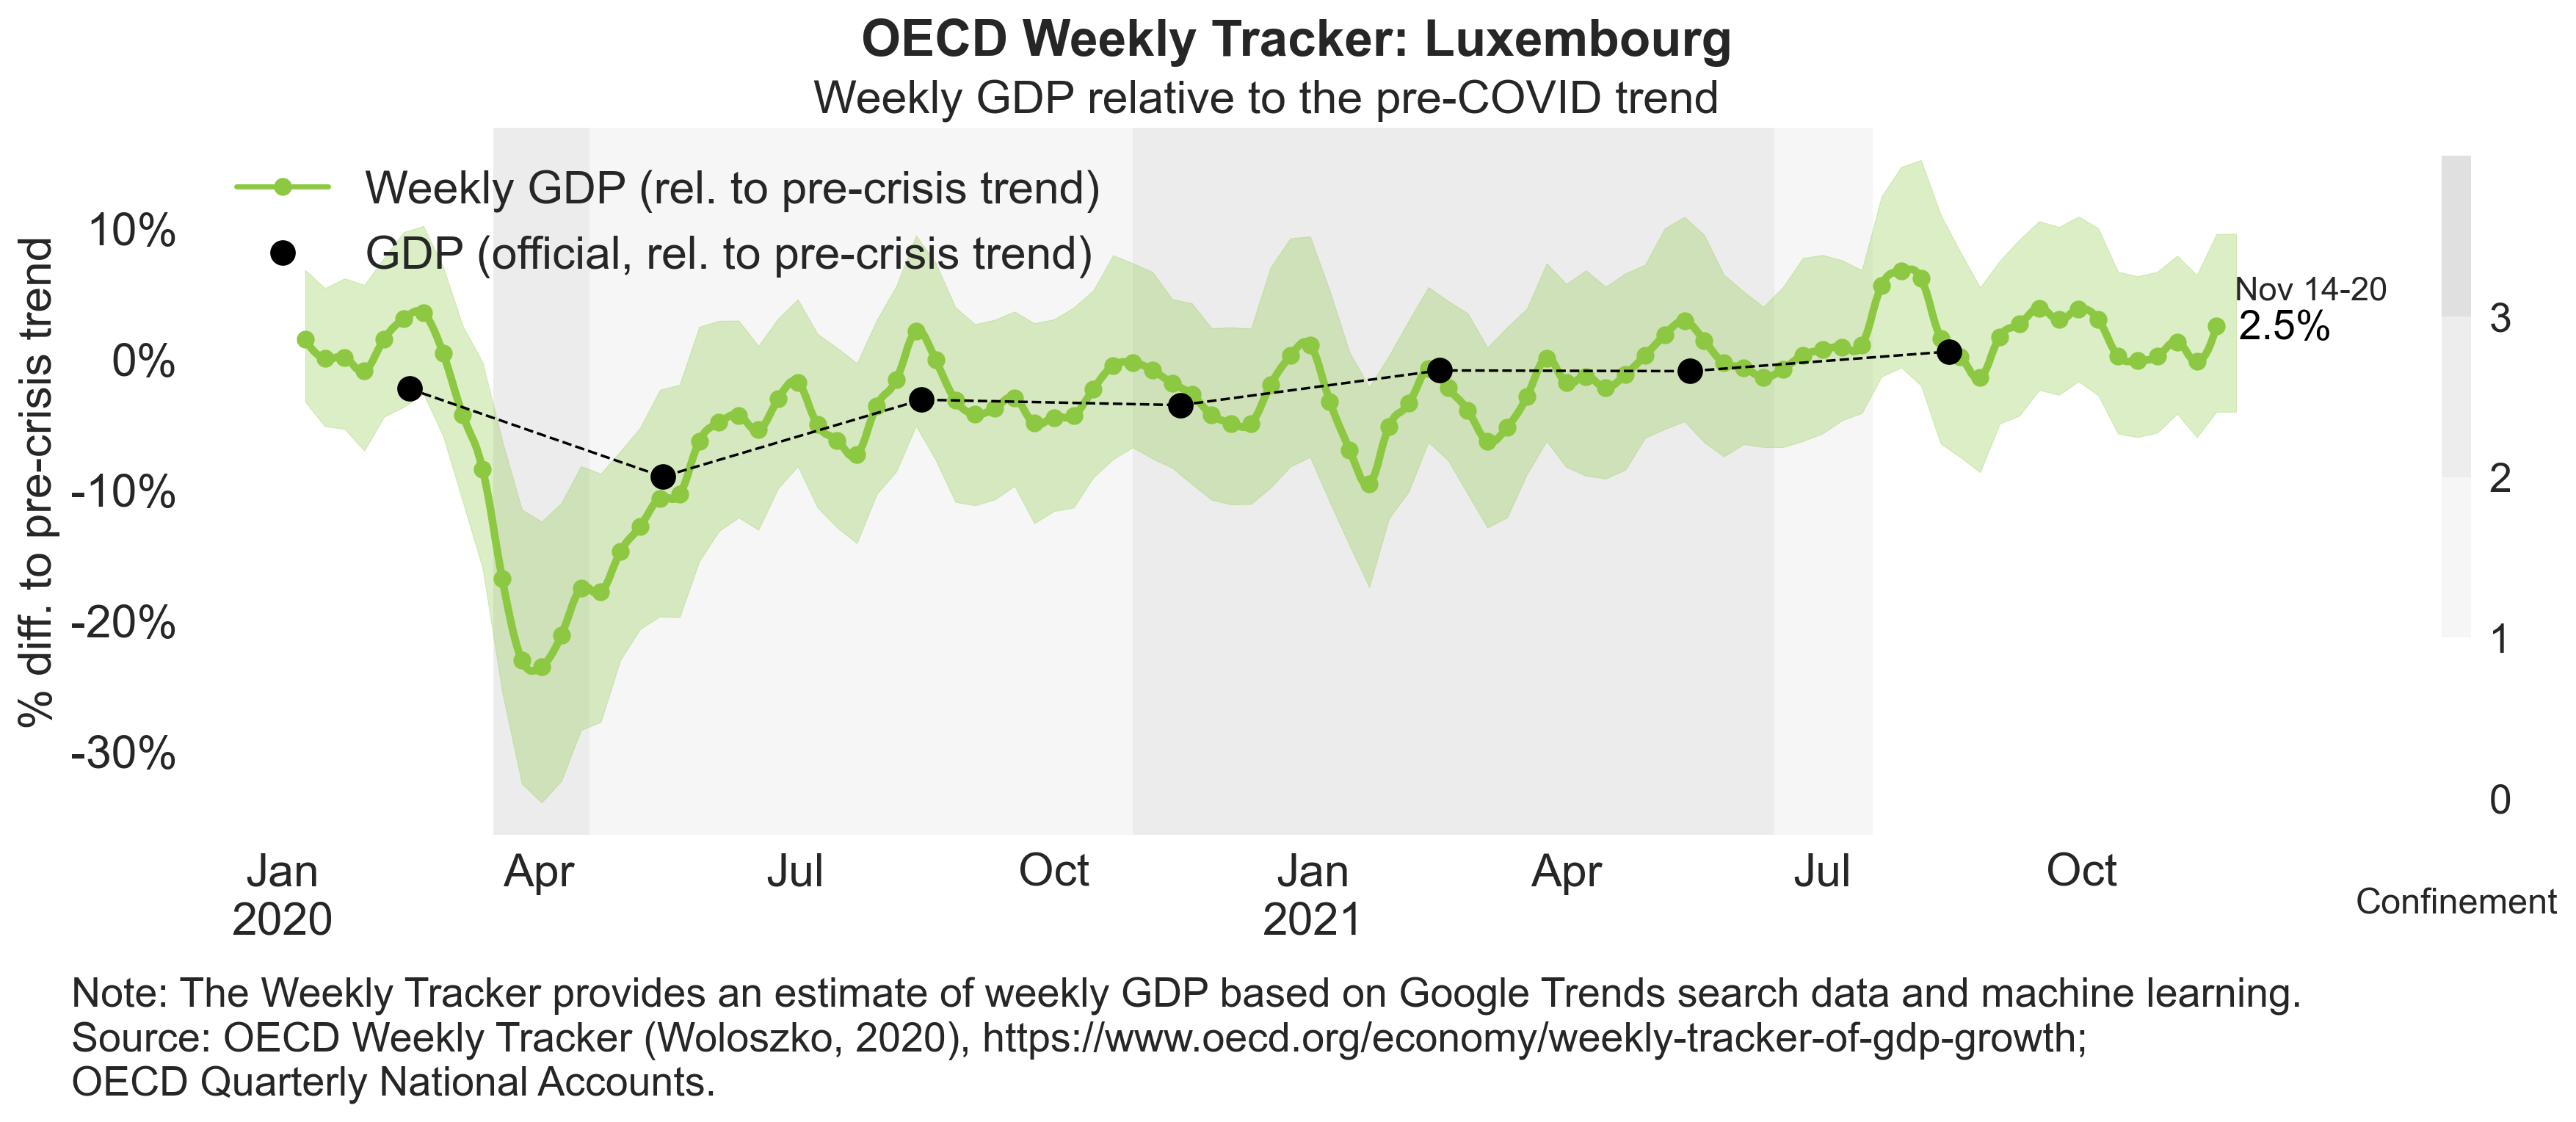 OECD Weekly Tracker: Luxembourg
Weekly GDP relative to the pre-COVID trend
Weekly GDP (rel. to pre-crisis trend)
GDP (official, rel. to pre-crisis trend)
% diff. to pre-crisis trend
10%
0%
-10%
-20%
-30%
Nov 14-20
2.5%
3
2
1
0
Confinement
Jan Apr Jul Oct Jan Apr Jul Oct
2020 2021
Note: The Weekly Tracker provides an estimate of weekly GDP based on Google Trends search data and machine learning.
Source: OECD Weekly Tracker (Woloszko, 2020), https://www.oecd.org/economy/weekly-tracker-of-gdp-growth;
OECD Quarterly National Accounts.